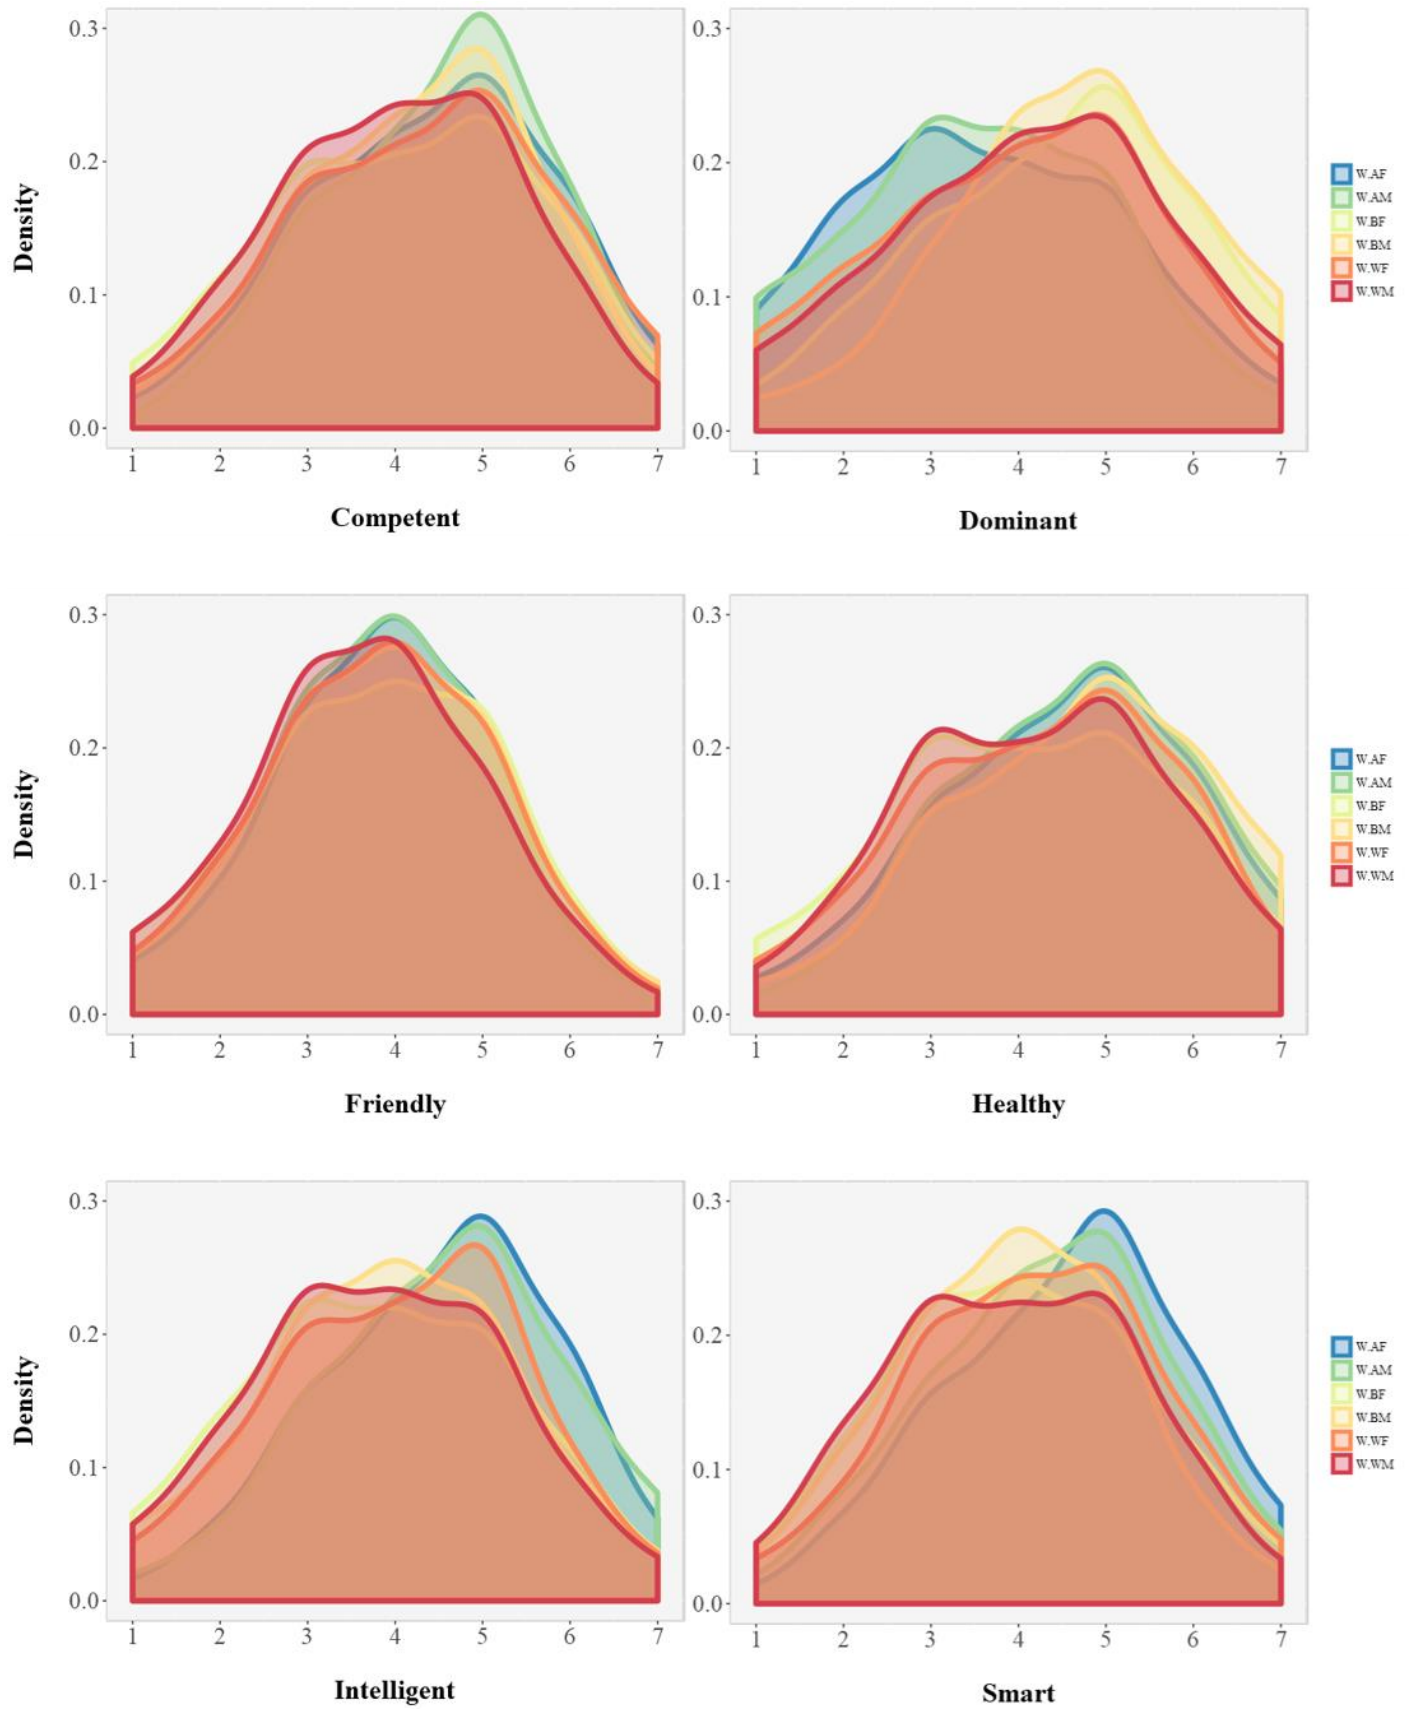 0.3
0.2
0.1
0.0
Density
1 2 3 4 5 6 7
Competent
0.3
0.2
0.1
0.0
1 2 3 4 5 6 7
Dominant
W.AF
W.AM
W.BF
W.BM
W.WF
W.WM
0.3
0.2
0.1
0.0
Density
1 2 3 4 5 6 7
Friendly
0.3
0.2
0.1
0.0
1 2 3 4 5 6 7
Healthy
W.AF
W.AM
W.BF
W.BM
W.WF
W.WM
0.3
0.2
0.1
0.0
Density
1 2 3 4 5 6 7
Intelligent
0.3
0.2
0.1
0.0
1 2 3 4 5 6 7
Smart
W.AF
W.AM
W.BF
W.BM
W.WF
W.WM